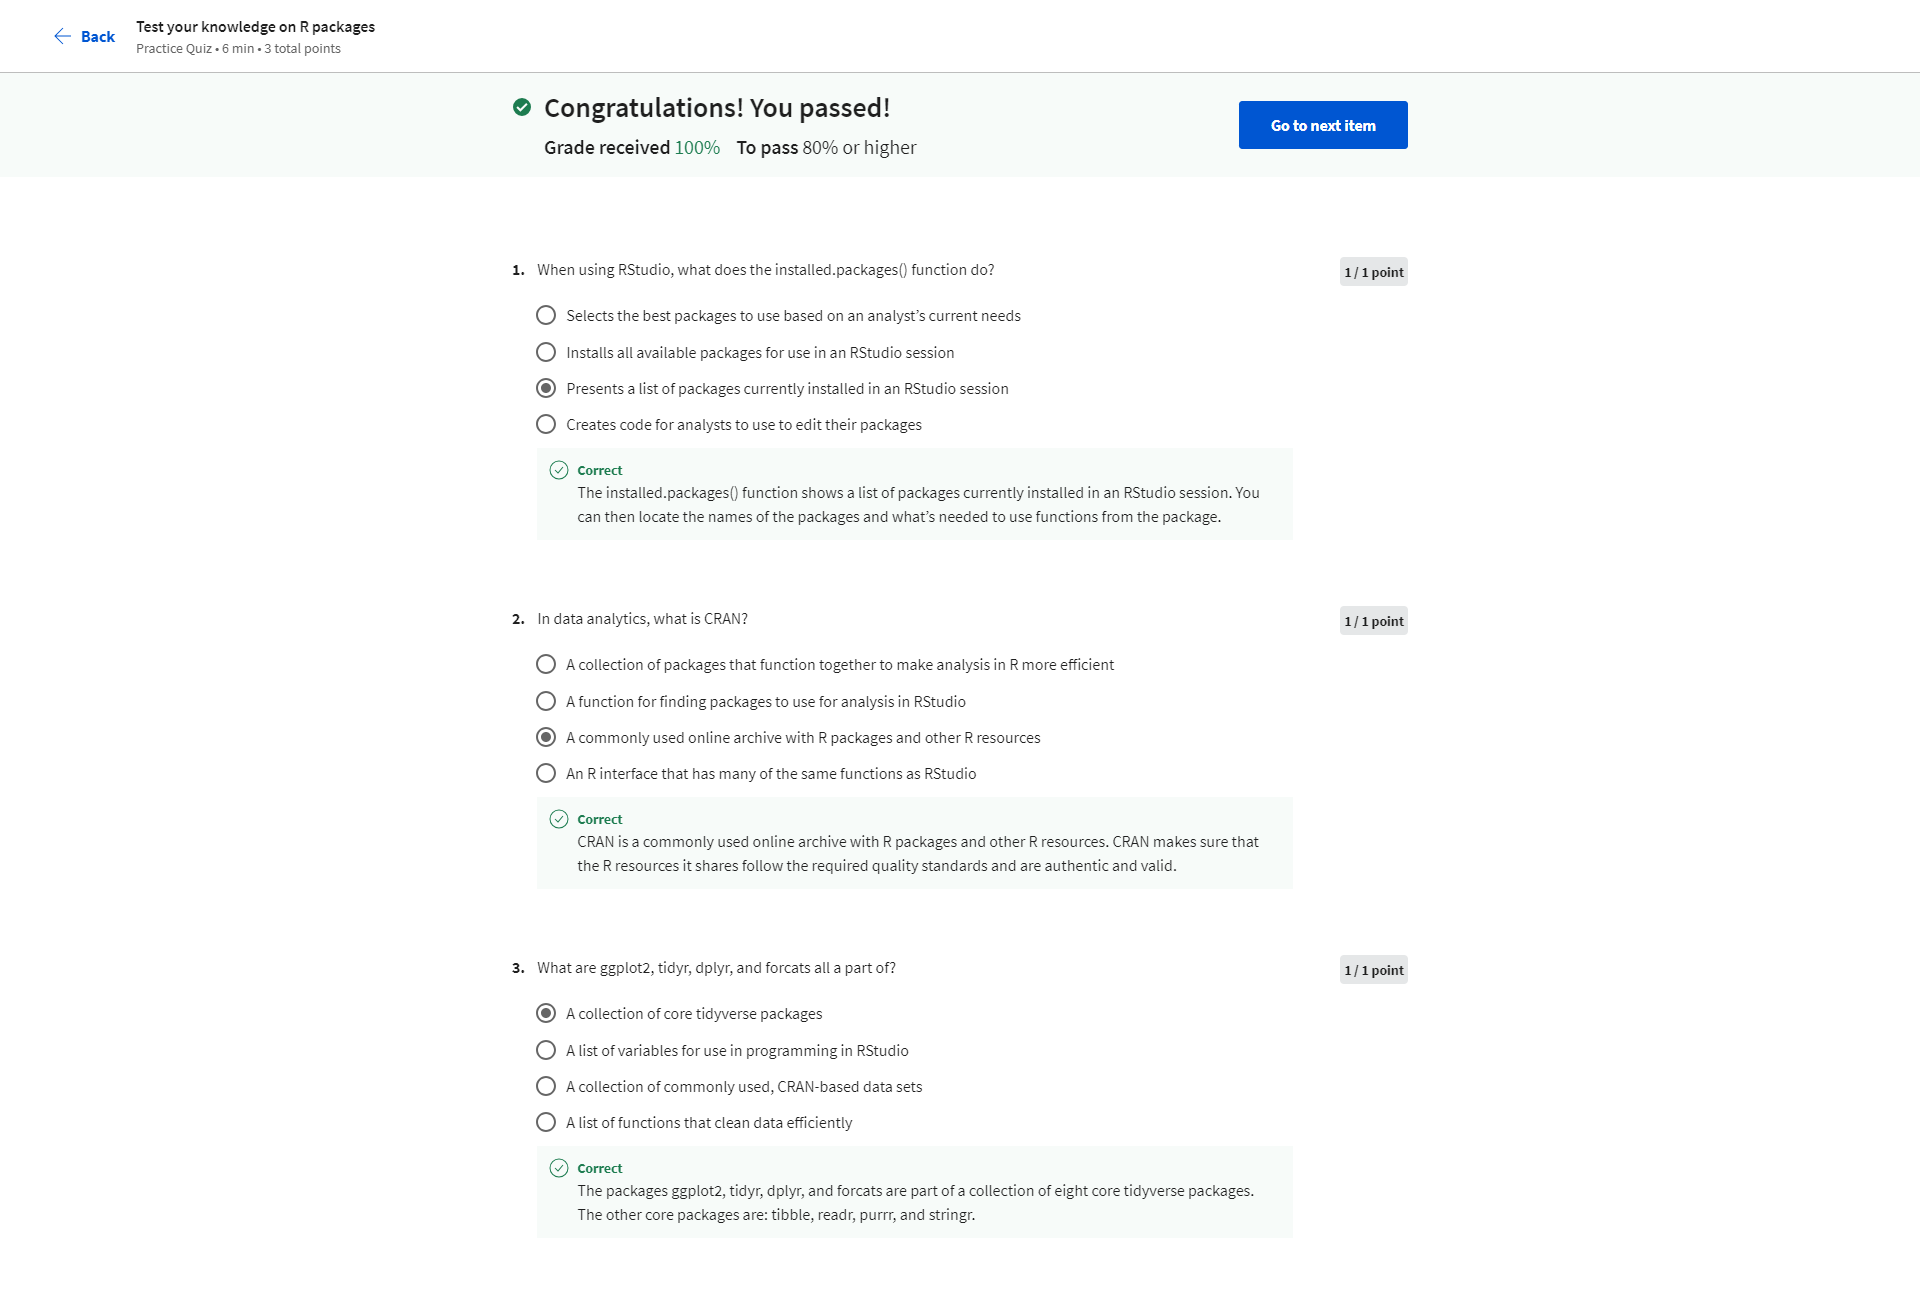 Back
Test your knowledge on R packages
Practice Quiz • 6 min • 3 total points
Congratulations! You passed!
Grade received 100% To pass 80% or higher
Go to next item
1. When using RStudio, what does the installed.packages() function do?
1 / 1 point
Selects the best packages to use based on an analyst’s current needs
Installs all available packages for use in an RStudio session
Presents a list of packages currently installed in an RStudio session
Creates code for analysts to use to edit their packages
Correct
The installed.packages() function shows a list of packages currently installed in an RStudio session. You
can then locate the names of the packages and what’s needed to use functions from the package.
2. In data analytics, what is CRAN?
1 / 1 point
A collection of packages that function together to make analysis in R more efficient
A function for finding packages to use for analysis in RStudio
A commonly used online archive with R packages and other R resources
An R interface that has many of the same functions as RStudio
Correct
CRAN is a commonly used online archive with R packages and other R resources. CRAN makes sure that
the R resources it shares follow the required quality standards and are authentic and valid.
3. What are ggplot2, tidyr, dplyr, and forcats all a part of?
1 / 1 point
A collection of core tidyverse packages
A list of variables for use in programming in RStudio
A collection of commonly used, CRAN-based data sets
A list of functions that clean data efficiently
Correct
The packages ggplot2, tidyr, dplyr, and forcats are part of a collection of eight core tidyverse packages.
The other core packages are: tibble, readr, purrr, and stringr.